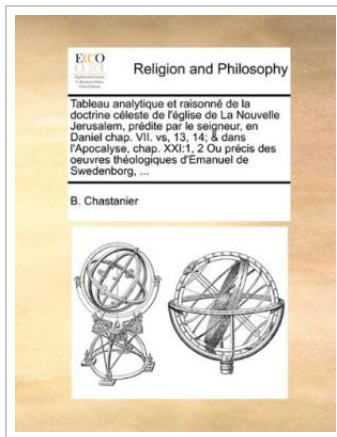 ECCO
Religion and Philosophy
Tableau analytique et raisonné de la
doctrine céleste de l'église de La Nouvelle
Jerusalem, prédite par le seigneur, en
Daniel chap. VII. vs, 13, 14; & dans
l'Apocalyse, chap. XXI:1, 2 Ou précis des
oeuvres théologiques d'Emanuel de
Swedenborg, ...
B. Chastanier